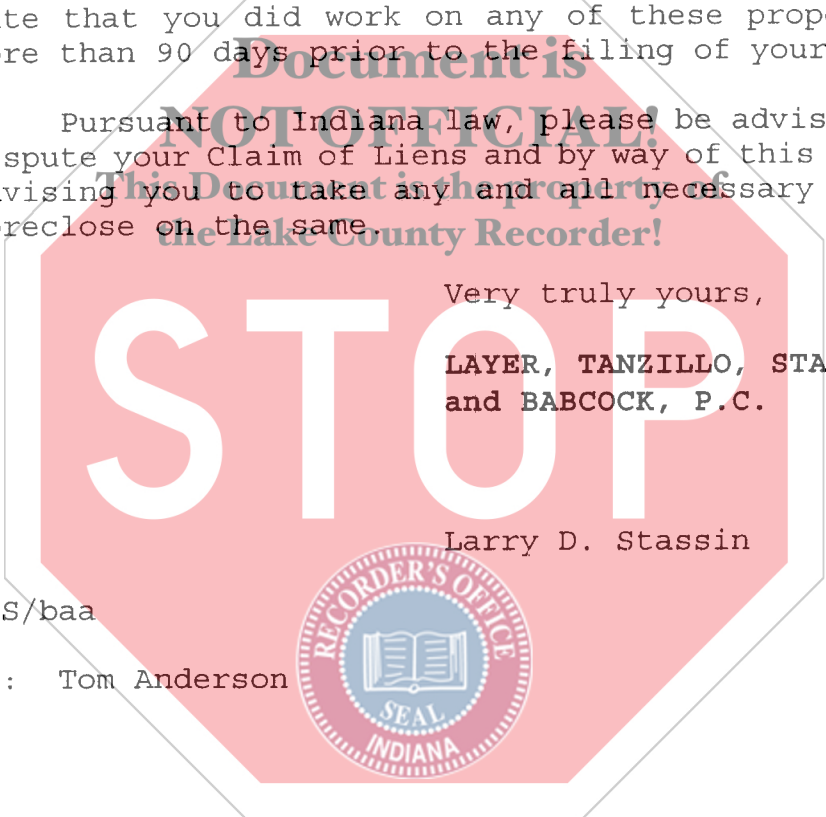 te that you did work on any of these prope
re than 90 days prior to the filing of your
Document is
NOT OFFICIAL!
Pursuant to Indiana law, please be advis
spute your Claim of Liens and by way of this
This Document is the property of
vising you to take any and all necessary
the Lake County Recorder!
reclose on the same.
Very truly yours,
STOP
LAYER, TANZILLO, STA
and BABCOCK, P.C.
Larry D. Stassin
RECORDER'S OFFICE
SEAL
INDIANA
S/baa
: Tom Anderson